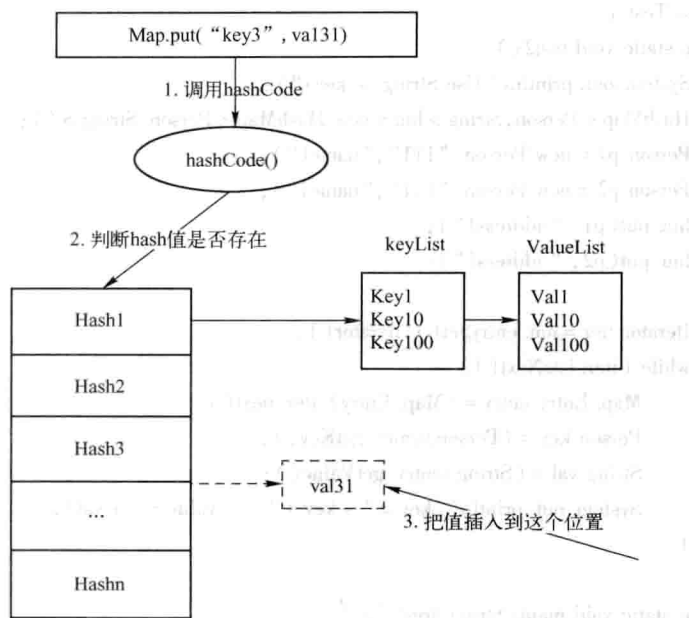 Map.put(“key3”,val31)
1. 调用hashCode
hashCode()
2. 判断hash值是否存在
keyList
ValueList
Hash1
Key1
Key10
Key100
Val1
Val10
Val100
Hash2
Hash3
val31
...
3. 把值插入到这个位置
Hashn